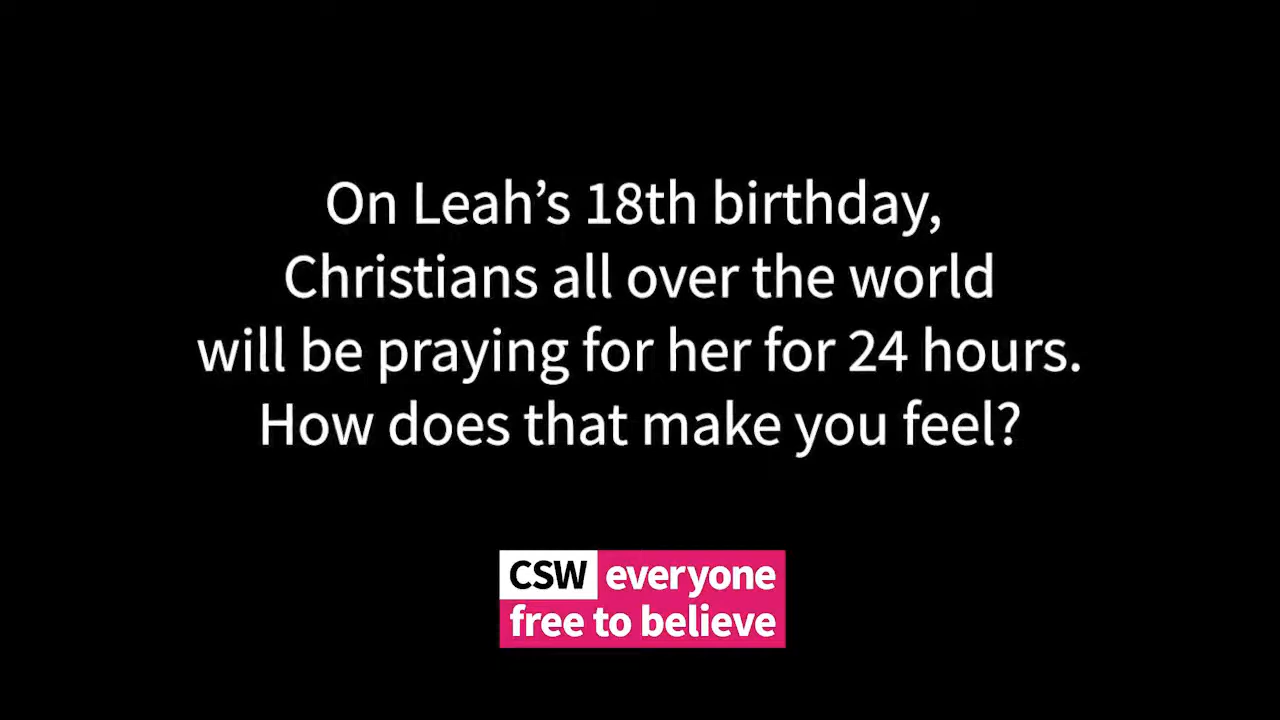 On Leah’s 18th birthday,
Christians all over the world
will be praying for her for 24 hours.
How does that make you feel?
CSW everyone
free to believe